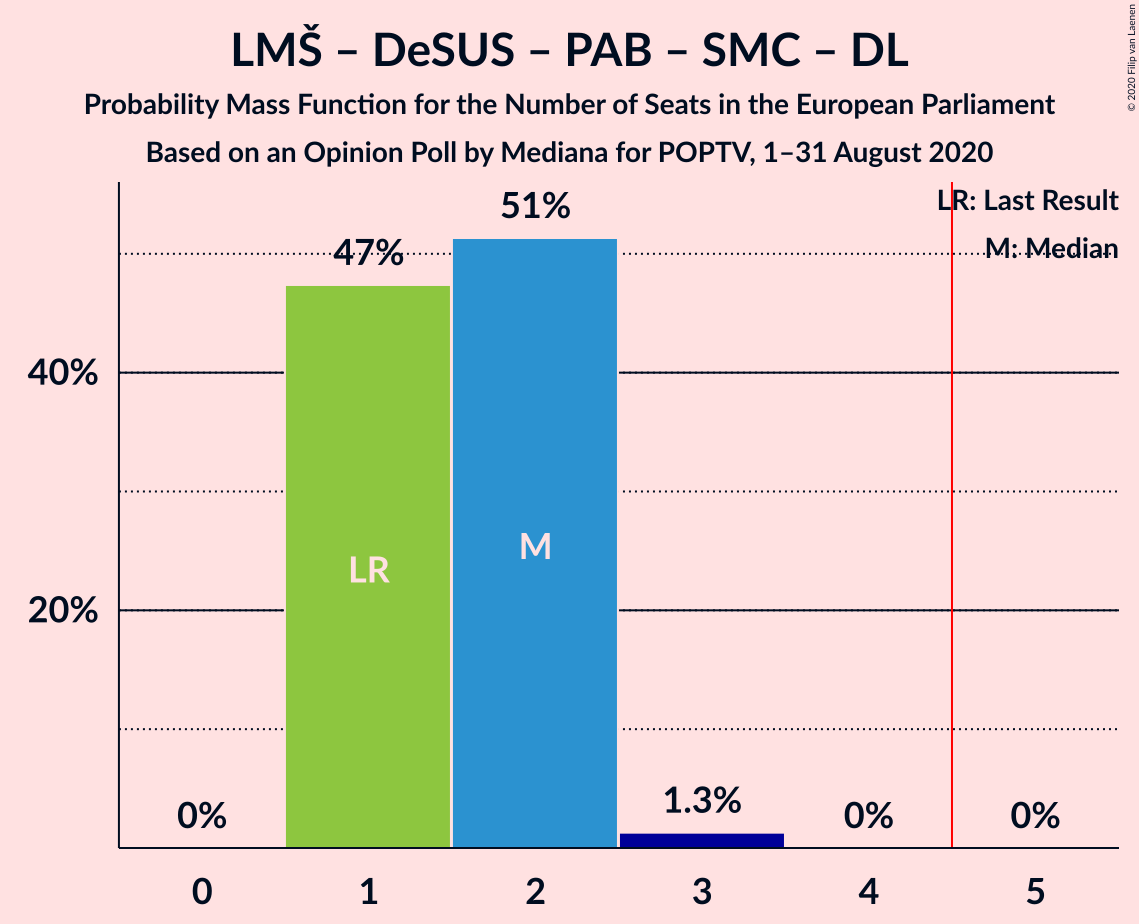 LMŠ – DeSUS – PAB – SMC – DL
Probability Mass Function for the Number of Seats in the European Parliament
Based on an Opinion Poll by Mediana for POPTV, 1–31 August 2020
© 2020 Filip van Laenen
LR: Last Result
M: Median
51%
47%
40%
20%
LR
M
0%
1.3%
0%
0%
0
1
2
3
4
5